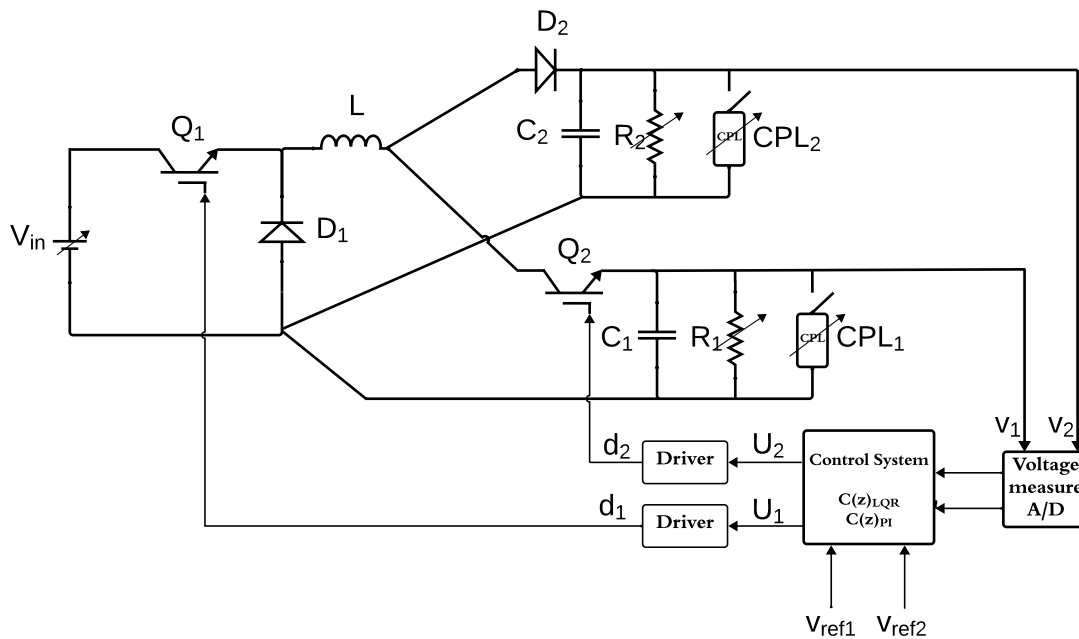 D2
L
Q1
C2
R2
CPL
CPL2
Vin
D1
Q2
C1
R1
CPL
CPL1
v1
v2
d2
Driver
U2
Control System
C(z)LQR
C(z)PI
Voltage
measure
A/D
d1
Driver
U1
vref1
vref2